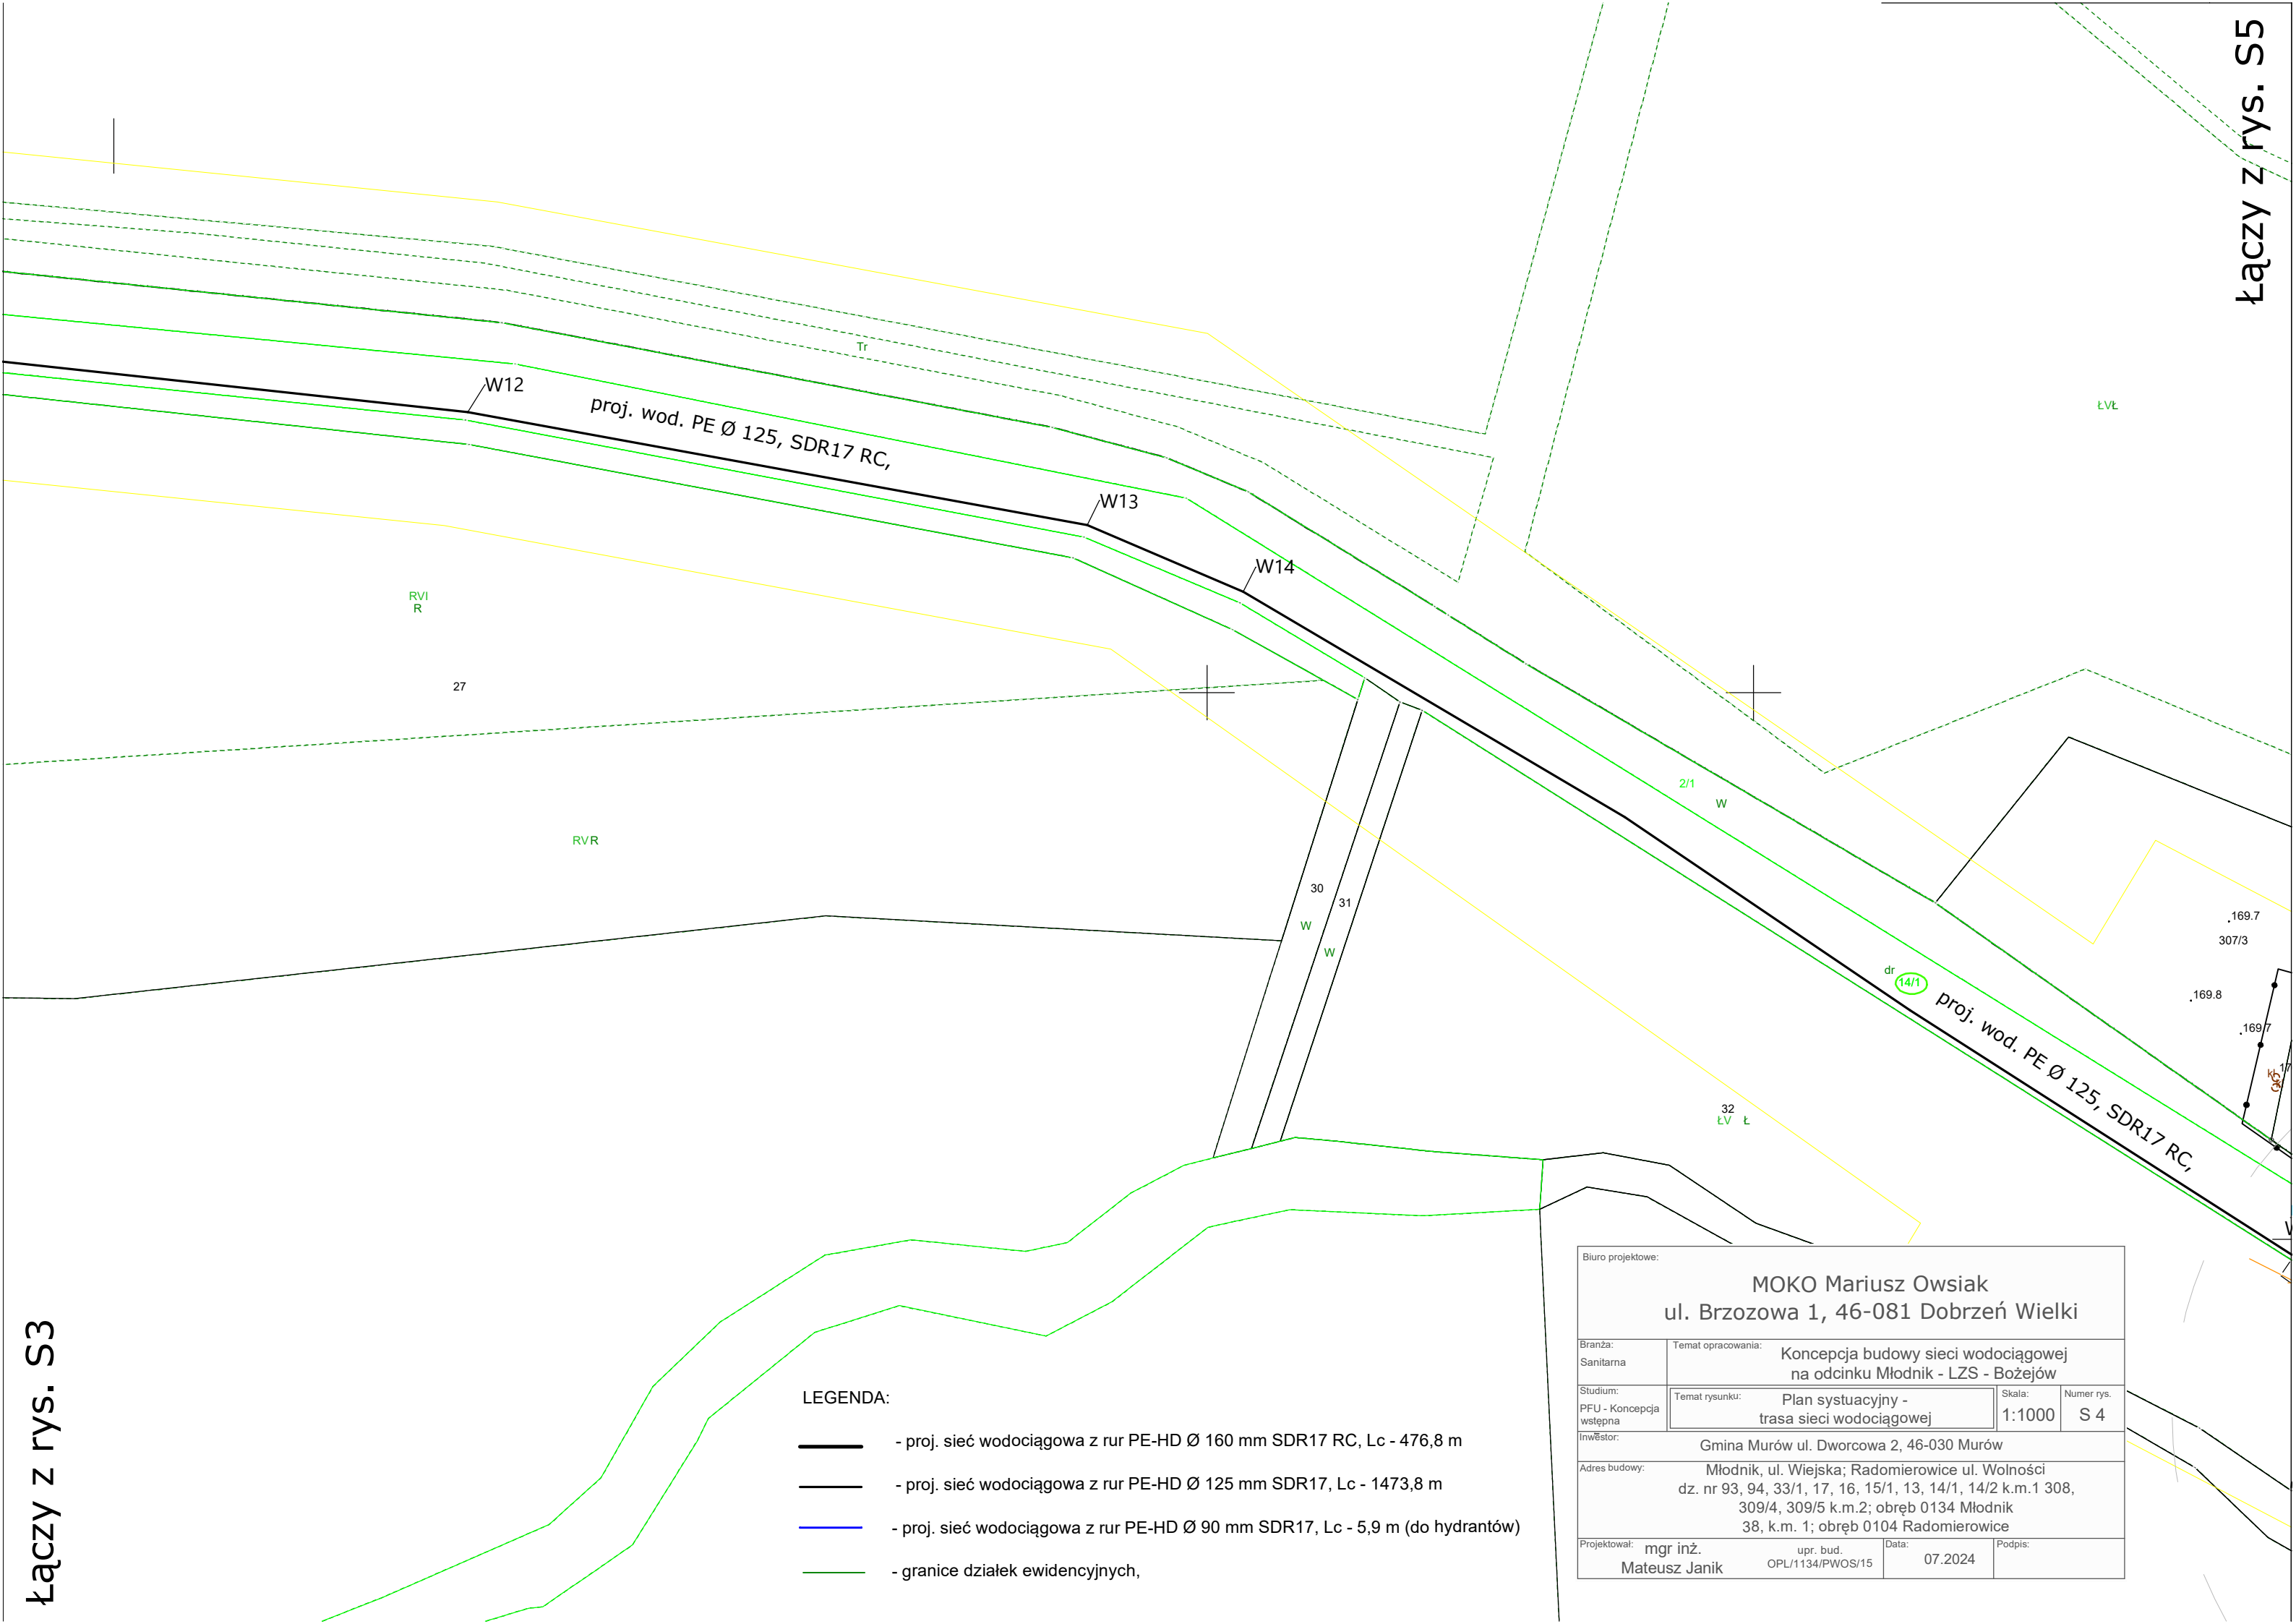 Łączy z rys. S5
Tr
ŁVŁ
W12
proj. wod. PE Ø 125, SDR17 RC,
W13
W14
RVI
R
27
2/1
W
RVR
30
31
W
W
169.7
307/3
dr
14/1
169.8
169.7
17
proj. wod. PE Ø 125, SDR17 RC,
32
ŁV Ł
Łączy z rys. S3
LEGENDA:
- proj. sieć wodociągowa z rur PE-HD Ø 160 mm SDR17 RC, Lc - 476,8 m
- proj. sieć wodociągowa z rur PE-HD Ø 125 mm SDR17, Lc - 1473,8 m
- proj. sieć wodociągowa z rur PE-HD Ø 90 mm SDR17, Lc - 5,9 m (do hydrantów)
- granice działek ewidencyjnych,
Biuro projektowe:
MOKO Mariusz Owsiak
ul. Brzozowa 1, 46-081 Dobrzeń Wielki
Branża:
Sanitarna
Temat opracowania:
Koncepcja budowy sieci wodociągowej
na odcinku Młodnik - LZS - Bożejów
Studium:
PFU - Koncepcja
wstępna
Temat rysunku:
Plan systuacyjny -
trasa sieci wodociągowej
Skala:
1:1000
Numer rys.
S 4
Inwestor:
Gmina Murów ul. Dworcowa 2, 46-030 Murów
Adres budowy:
Młodnik, ul. Wiejska; Radomierowice ul. Wolności
dz. nr 93, 94, 33/1, 17, 16, 15/1, 13, 14/1, 14/2 k.m.1 308,
309/4, 309/5 k.m.2; obręb 0134 Młodnik
38, k.m. 1; obręb 0104 Radomierowice
Projektował:
mgr inż.
Mateusz Janik
upr. bud.
OPL/1134/PWOS/15
Data:
07.2024
Podpis: